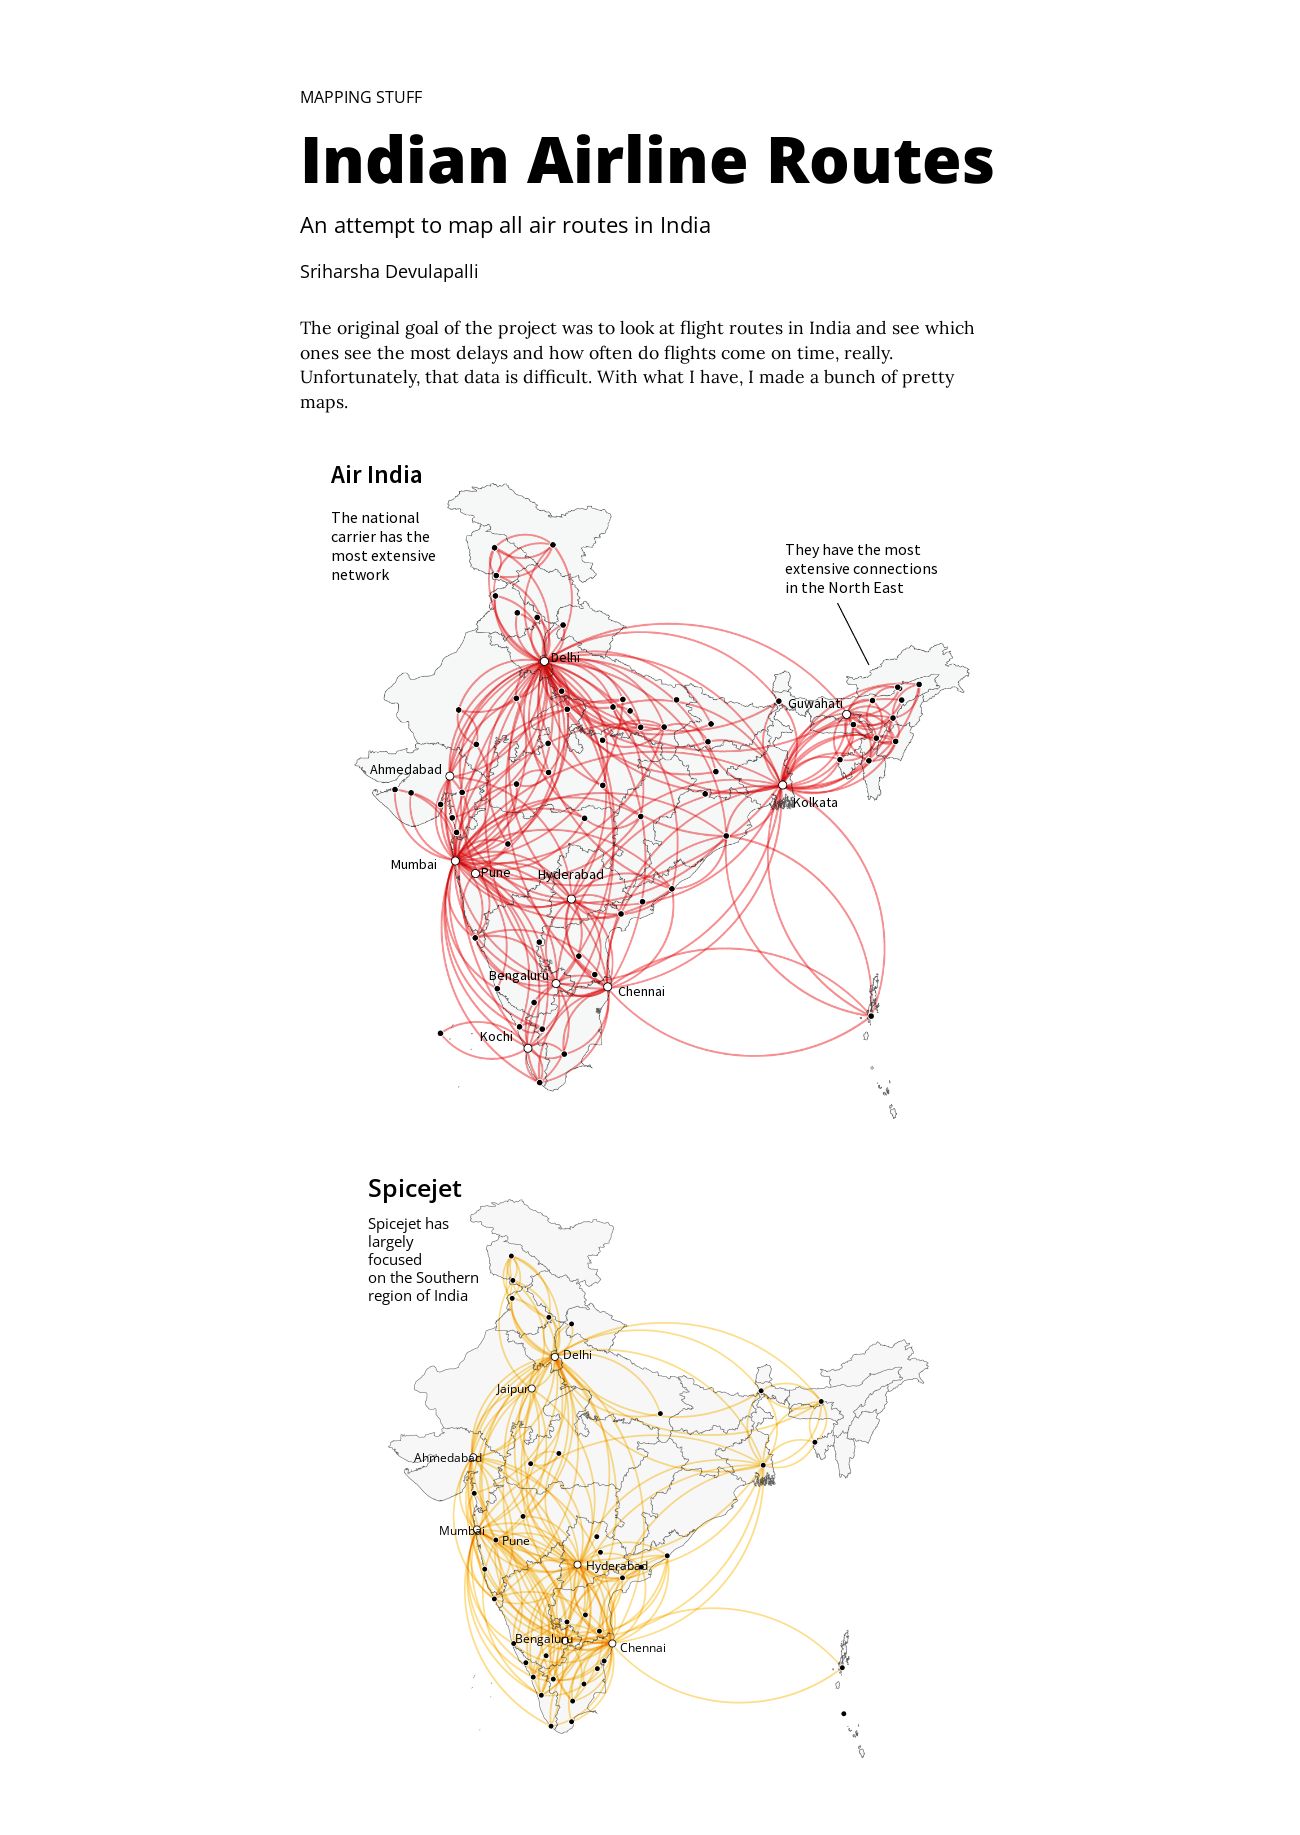 MAPPING STUFF
Indian Airline Routes
An attempt to map all air routes in India
Sriharsha Devulapalli
The original goal of the project was to look at flight routes in India and see which
ones see the most delays and how often do flights come on time, really.
Unfortunately, that data is difficult. With what I have, I made a bunch of pretty
maps.
Air India
The national
carrier has the
most extensive
network
They have the most
extensive connections
in the North East
Delhi
Guwahati
Ahmedabad
Kolkata
Mumbai
Pune
Hyderabad
Bengaluru
Chennai
Kochi
Spicejet
Spicejet has
largely
focused
on the Southern
region of India
Delhi
Jaipur
Ahmedabad
Mumbai
Pune
Hyderabad
Bengaluru
Chennai